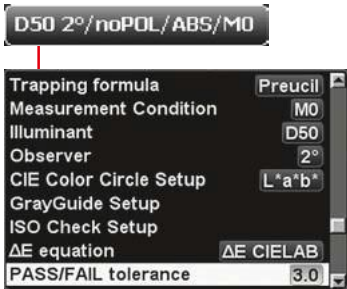 D50 2°/noPOL/ABS/M0
Trapping formula Preucil
Measurement Condition M0
Illuminant D50
Observer 2°
CIE Color Circle Setup L*a*b*
GrayGuide Setup
ISO Check Setup
ΔE equation ΔE CIELAB
PASS/FAIL tolerance 3.0